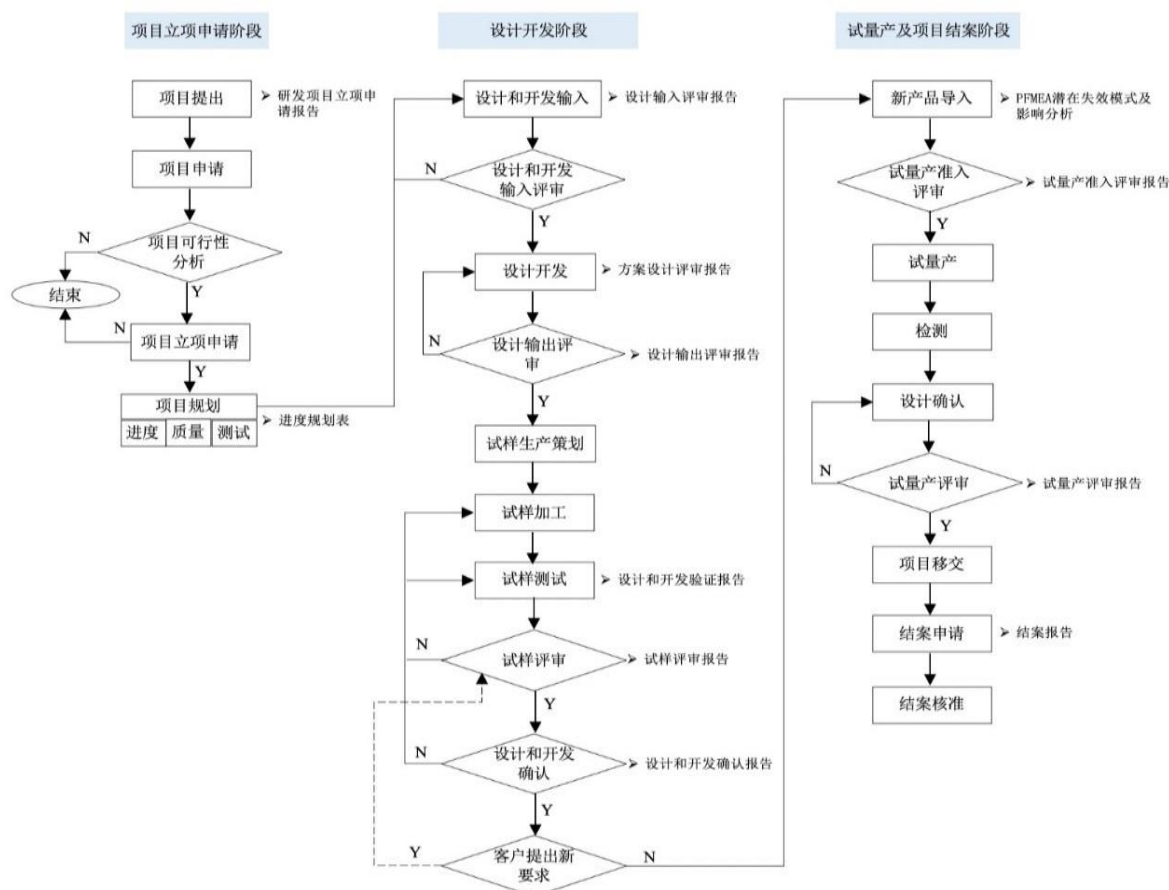 项目立项申请阶段
项目提出
➢ 研发项目立项申
请报告
项目申请
N
项目可行性
分析
结束
Y
N
项目立项申请
Y
项目规划
进度 质量 测试
➢ 进度规划表
设计开发阶段
设计和开发输入
➢ 设计输入评审报告
N
设计和开发
输入评审
Y
设计开发
➢ 方案设计评审报告
N
设计输出评
审
➢ 设计输出评审报告
Y
试样生产策划
试样加工
试样测试
➢ 设计和开发验证报告
N
试样评审
➢ 试样评审报告
Y
N
设计和开发
确认
➢ 设计和开发确认报告
Y
Y
客户提出新
要求
N
试量产及项目结案阶段
新产品导入
➢ PFMEA潜在失效模式及
影响分析
试量产准入
评审
➢ 试量产准入评审报告
Y
试量产
检测
设计确认
N
试量产评审
➢ 试量产评审报告
Y
项目移交
结案申请
➢ 结案报告
结案核准